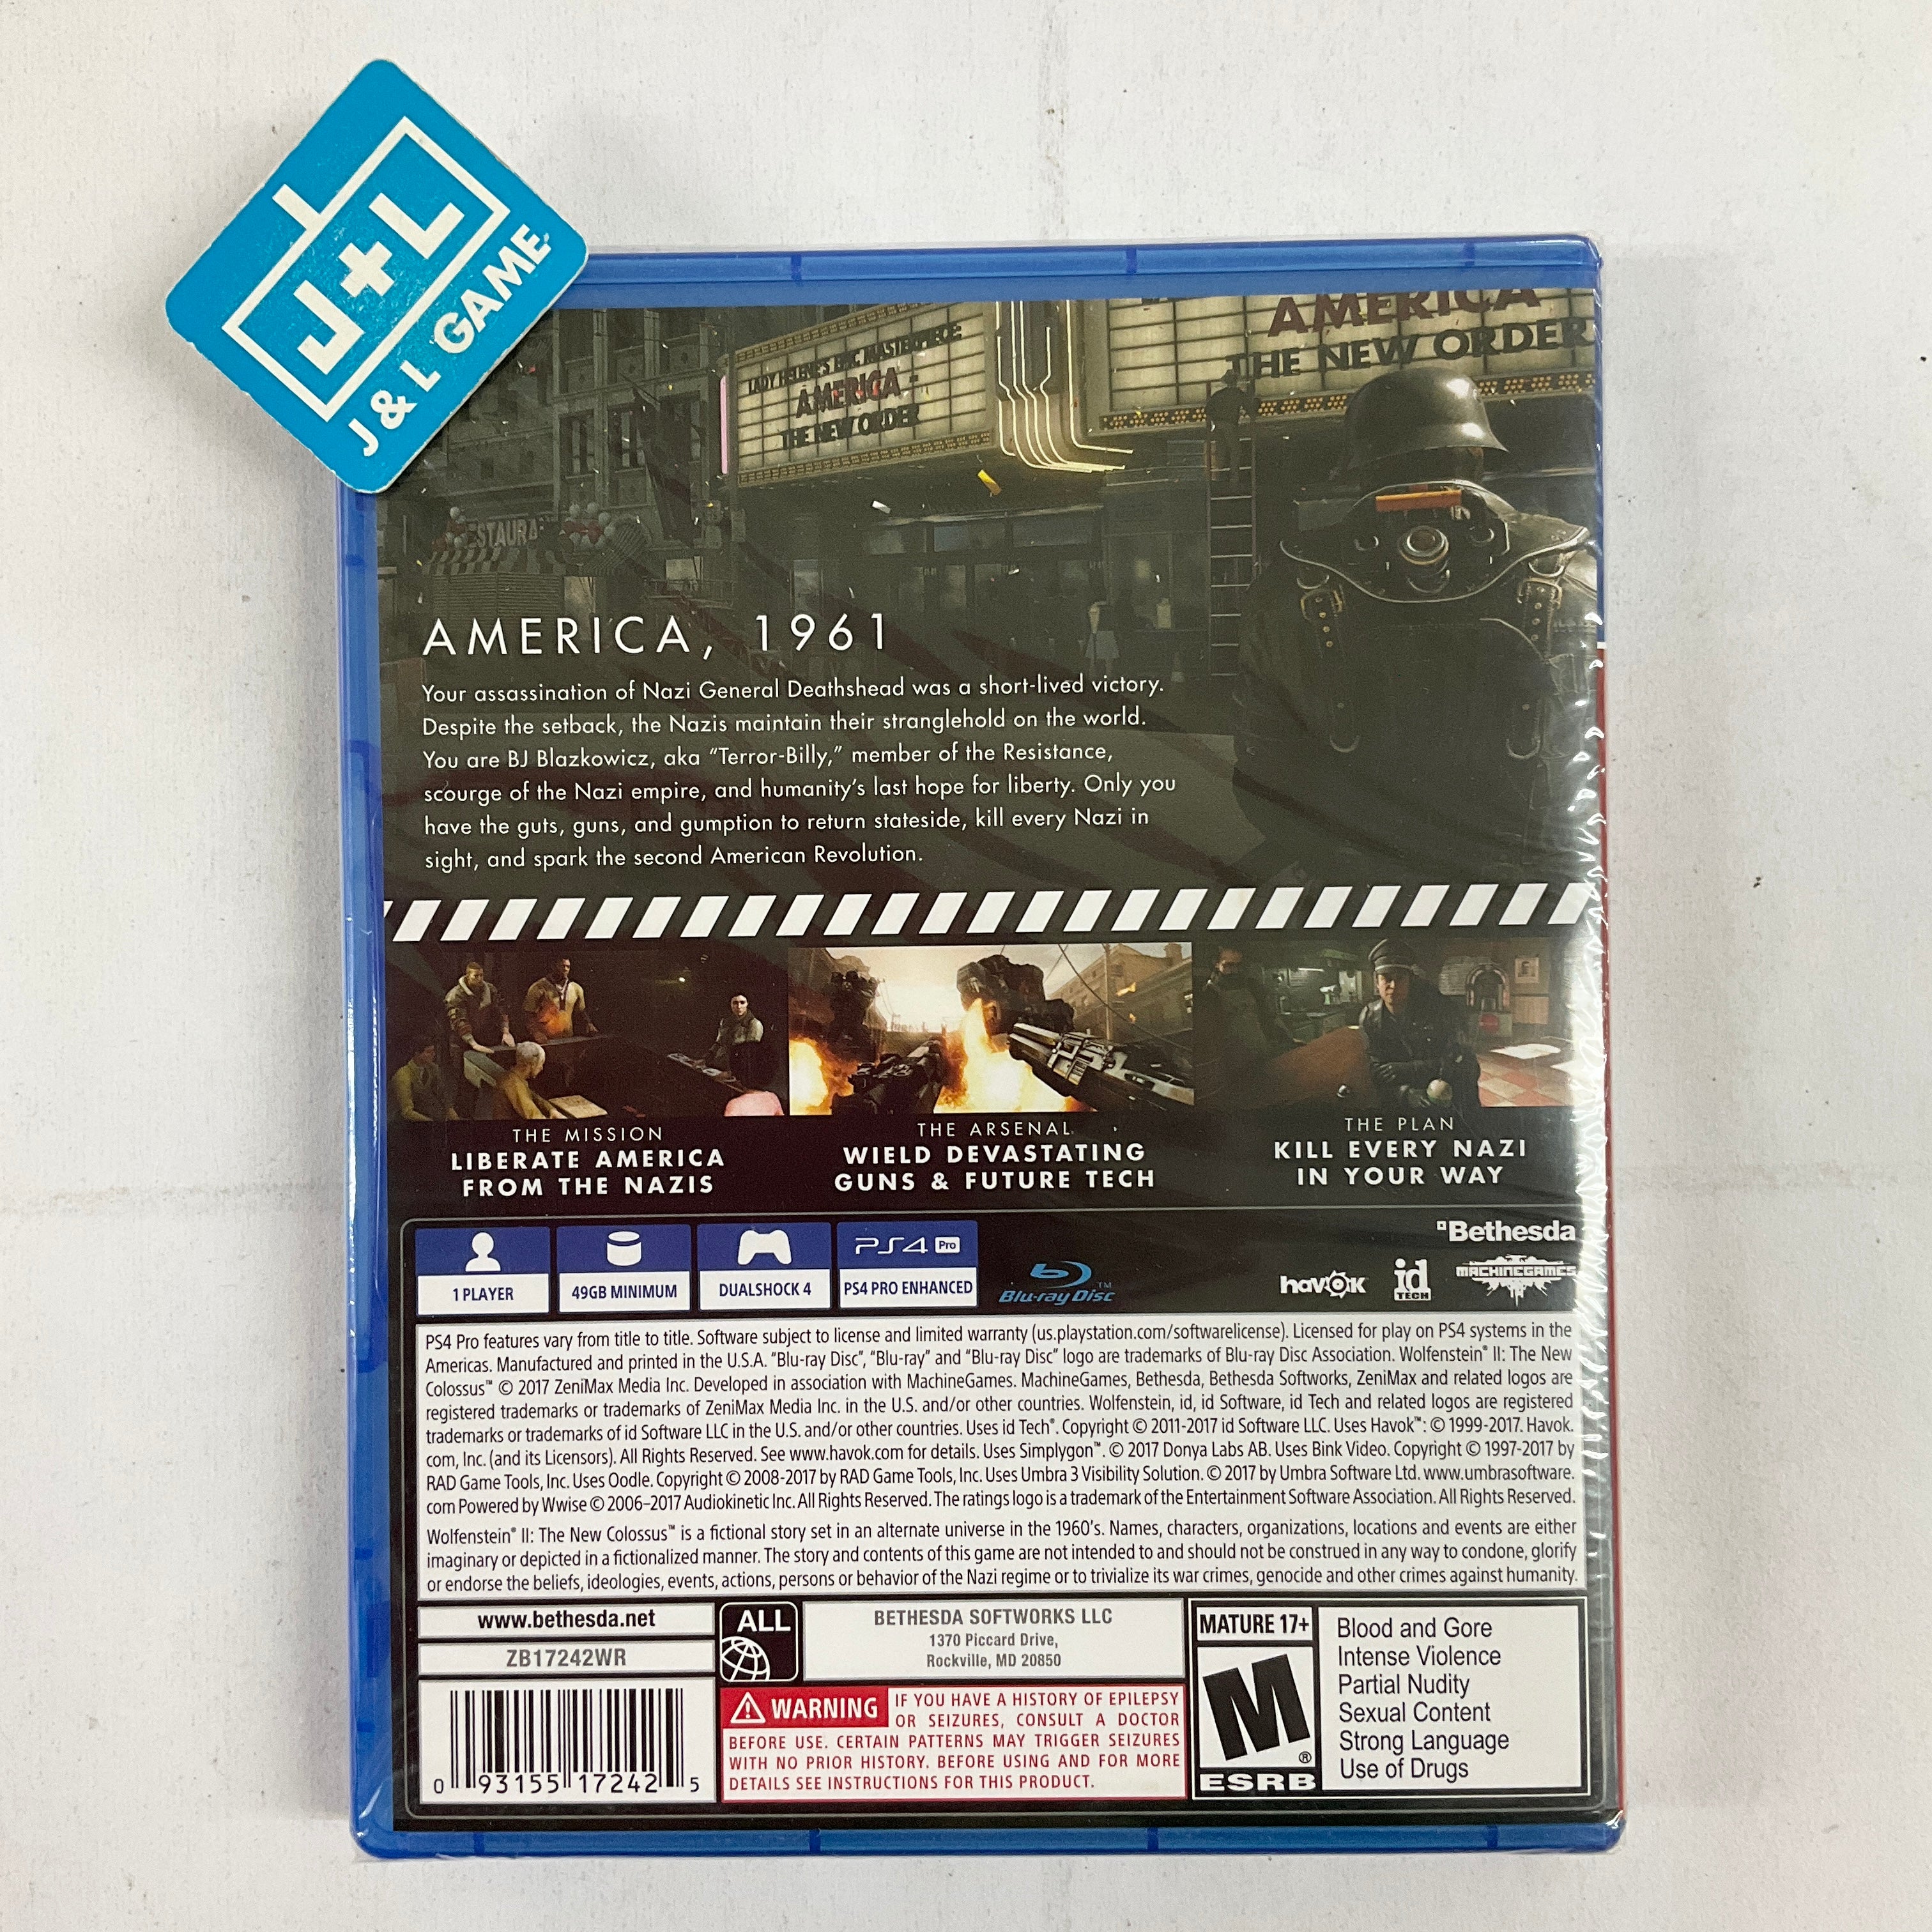 J+L
J & L GAME
LADY HELENE'S EPIC MASTERPIECE:
AMERICA -
THE NEW ORDER
AMERICA
THE NEW ORDER
ESTAURA
AMERICA, 1961
Your assassination of Nazi General Deathshead was a short-lived victory.
Despite the setback, the Nazis maintain their stranglehold on the world.
You are BJ Blazkowicz, aka “Terror-Billy,” member of the Resistance,
scourge of the Nazi empire, and humanity’s last hope for liberty. Only you
have the guts, guns, and gumption to return stateside, kill every Nazi in
sight, and spark the second American Revolution.
THE MISSION
LIBERATE AMERICA
FROM THE NAZIS
THE ARSENAL
WIELD DEVASTATING
GUNS & FUTURE TECH
THE PLAN
KILL EVERY NAZI
IN YOUR WAY
1 PLAYER
49GB MINIMUM
DUALSHOCK 4
PS4 Pro
PS4 PRO ENHANCED
Blu-ray Disc™
Bethesda
havok
id
TECH
MACHINEGAMES
PS4 Pro features vary from title to title. Software subject to license and limited warranty (us.playstation.com/softwarelicense). Licensed for play on PS4 systems in the
Americas. Manufactured and printed in the U.S.A. “Blu-ray Disc”, “Blu-ray” and “Blu-ray Disc” logo are trademarks of Blu-ray Disc Association. Wolfenstein® II: The New
Colossus™ © 2017 ZeniMax Media Inc. Developed in association with MachineGames. MachineGames, Bethesda, Bethesda Softworks, ZeniMax and related logos are
registered trademarks or trademarks of ZeniMax Media Inc. in the U.S. and/or other countries. Wolfenstein, id, id Software, id Tech and related logos are registered
trademarks or trademarks of id Software LLC in the U.S. and/or other countries. Uses id Tech®. Copyright © 2011-2017 id Software LLC. Uses Havok™: © 1999-2017. Havok.
com, Inc. (and its Licensors). All Rights Reserved. See www.havok.com for details. Uses Simplygon™. © 2017 Donya Labs AB. Uses Bink Video. Copyright © 1997-2017 by
RAD Game Tools, Inc. Uses Oodle. Copyright © 2008-2017 by RAD Game Tools, Inc. Uses Umbra 3 Visibility Solution. © 2017 by Umbra Software Ltd. www.umbrasoftware.
com Powered by Wwise © 2006–2017 Audiokinetic Inc. All Rights Reserved. The ratings logo is a trademark of the Entertainment Software Association. All Rights Reserved.
Wolfenstein® II: The New Colossus™ is a fictional story set in an alternate universe in the 1960’s. Names, characters, organizations, locations and events are either
imaginary or depicted in a fictionalized manner. The story and contents of this game are not intended to and should not be construed in any way to condone, glorify
or endorse the beliefs, ideologies, events, actions, persons or behavior of the Nazi regime or to trivialize its war crimes, genocide and other crimes against humanity.
www.bethesda.net
ZB17242WR
0 93155 17242 5
ALL
BETHESDA SOFTWORKS LLC
1370 Piccard Drive,
Rockville, MD 20850
WARNING IF YOU HAVE A HISTORY OF EPILEPSY
OR SEIZURES, CONSULT A DOCTOR
BEFORE USE. CERTAIN PATTERNS MAY TRIGGER SEIZURES
WITH NO PRIOR HISTORY. BEFORE USING AND FOR MORE
DETAILS SEE INSTRUCTIONS FOR THIS PRODUCT.
MATURE 17+
M®
ESRB
Blood and Gore
Intense Violence
Partial Nudity
Sexual Content
Strong Language
Use of Drugs